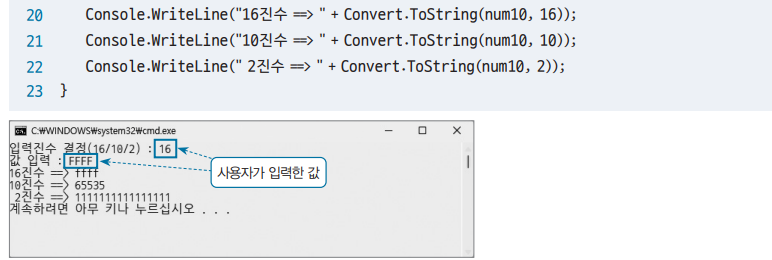 20 Console.WriteLine("16진수 ==> " + Convert.ToString(num10, 16));
21 Console.WriteLine("10진수 ==> " + Convert.ToString(num10, 10));
22 Console.WriteLine(" 2진수 ==> " + Convert.ToString(num10, 2));
23 }
C:₩WINDOWS₩system32₩cmd.exe
입력진수 결정(16/10/2) : 16
값 입력 : FFFF
16진수 ==> ffff
10진수 ==> 65535
2진수 ==> 1111111111111111
계속하려면 아무 키나 누르십시오 . . .
사용자가 입력한 값